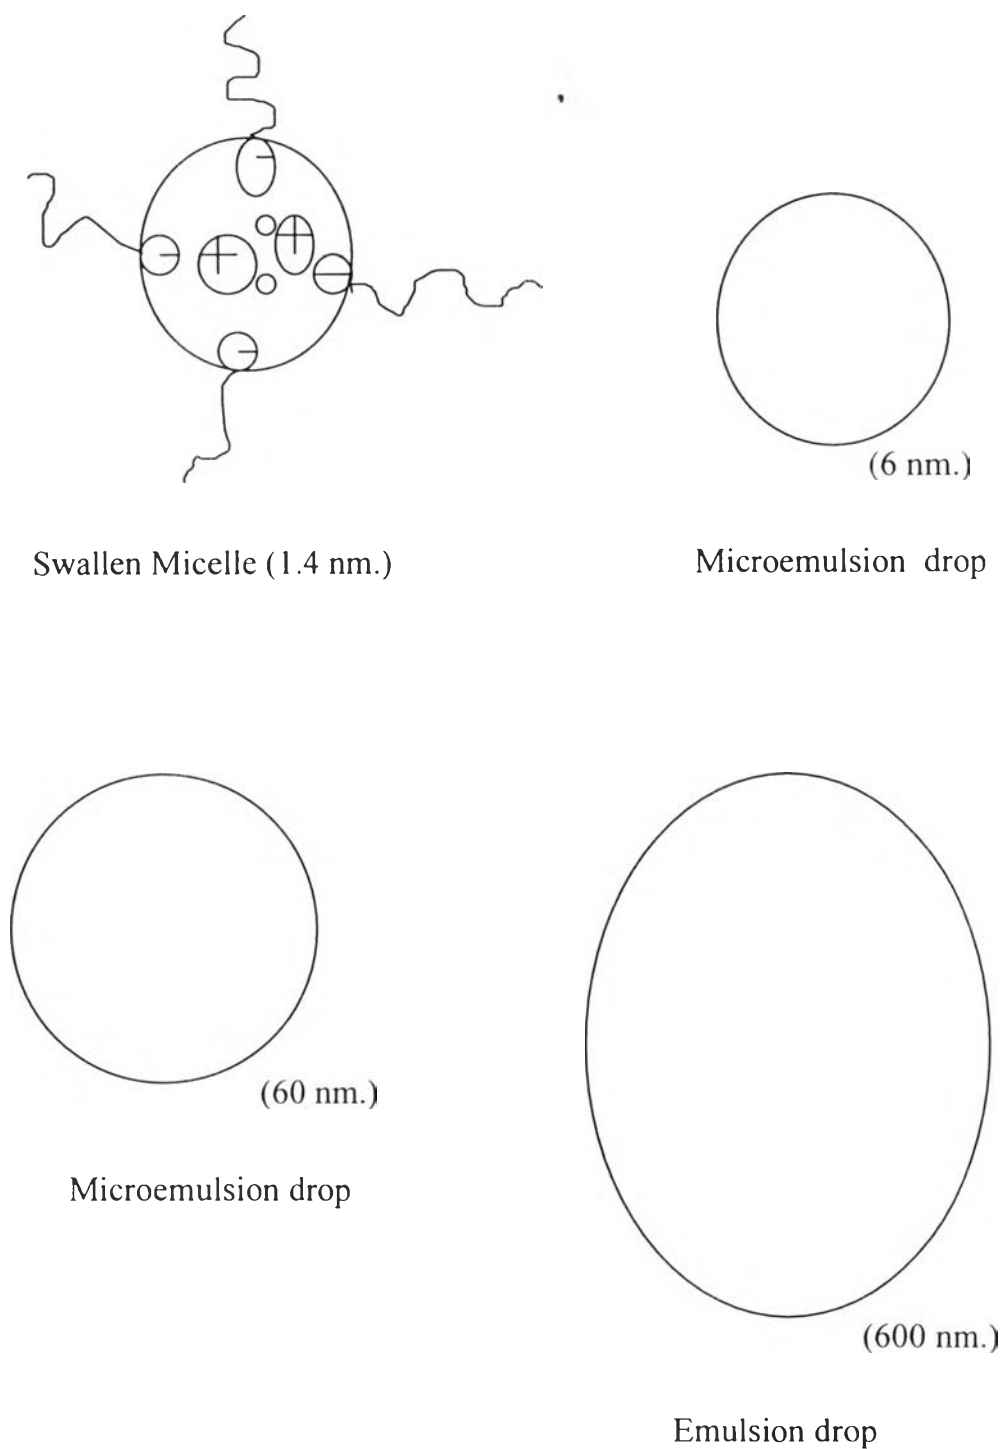 (6 nm.)
Swallen Micelle (1.4 nm.)
Microemulsion drop
(60 nm.)
Microemulsion drop
(600 nm.)
Emulsion drop